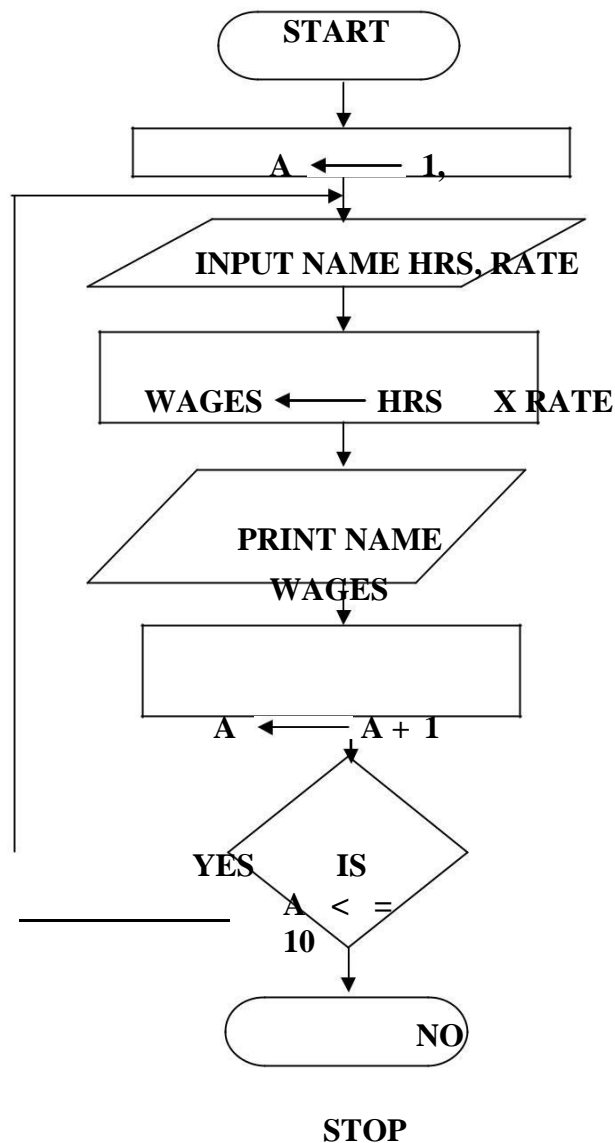 START
A ← 1,
INPUT NAME HRS, RATE
WAGES ← HRS X RATE
PRINT NAME
WAGES
A ← A + 1
YES IS
A < =
10
NO
STOP